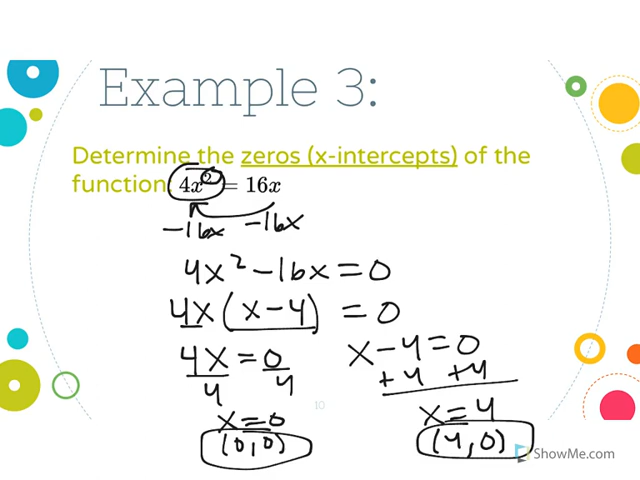 Example 3:
Determine the zeros (x-intercepts) of the
function: 4x² = 16x
-16x -16x
4x² - 16x = 0
4x (x - 4) = 0
4x = 0 x - 4 = 0
4 4 +4 +4
x = 0 x = 4
(0,0) (4,0)
10
ShowMe.com